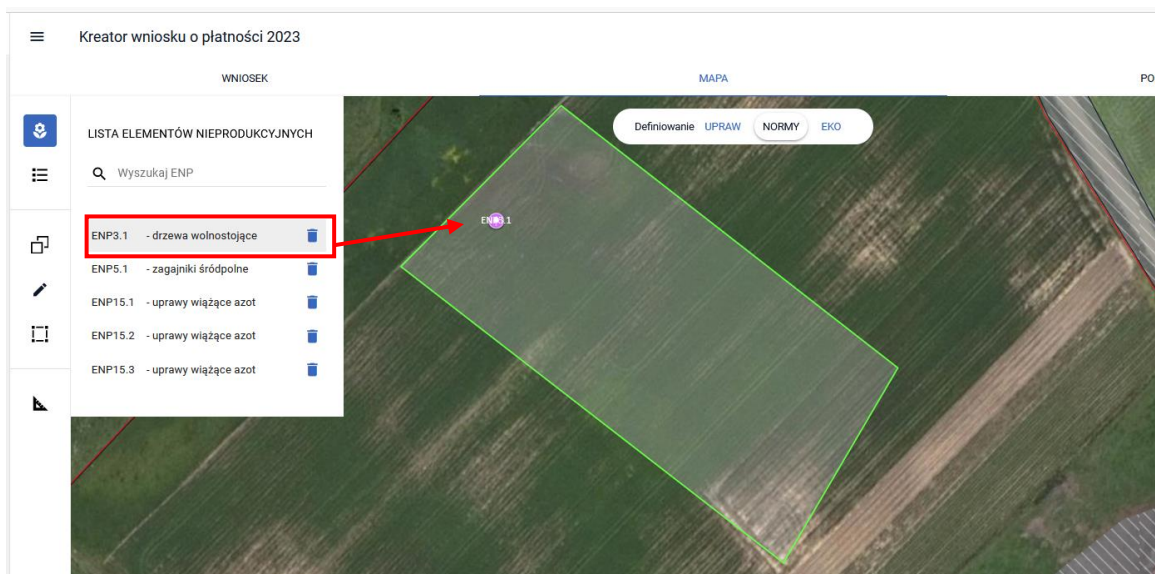 Kreator wniosku o płatności 2023
WNIOSEK
MAPA
PO
LISTA ELEMENTÓW NIEPRODUKCYJNYCH
Definiowanie UPRAW NORMY EKO
Wyszukaj ENP
ENP3.1 - drzewa wolnostojące
ENP3.1
ENP5.1 - zagajniki śródpolne
ENP15.1 - uprawy wiążące azot
ENP15.2 - uprawy wiążące azot
ENP15.3 - uprawy wiążące azot